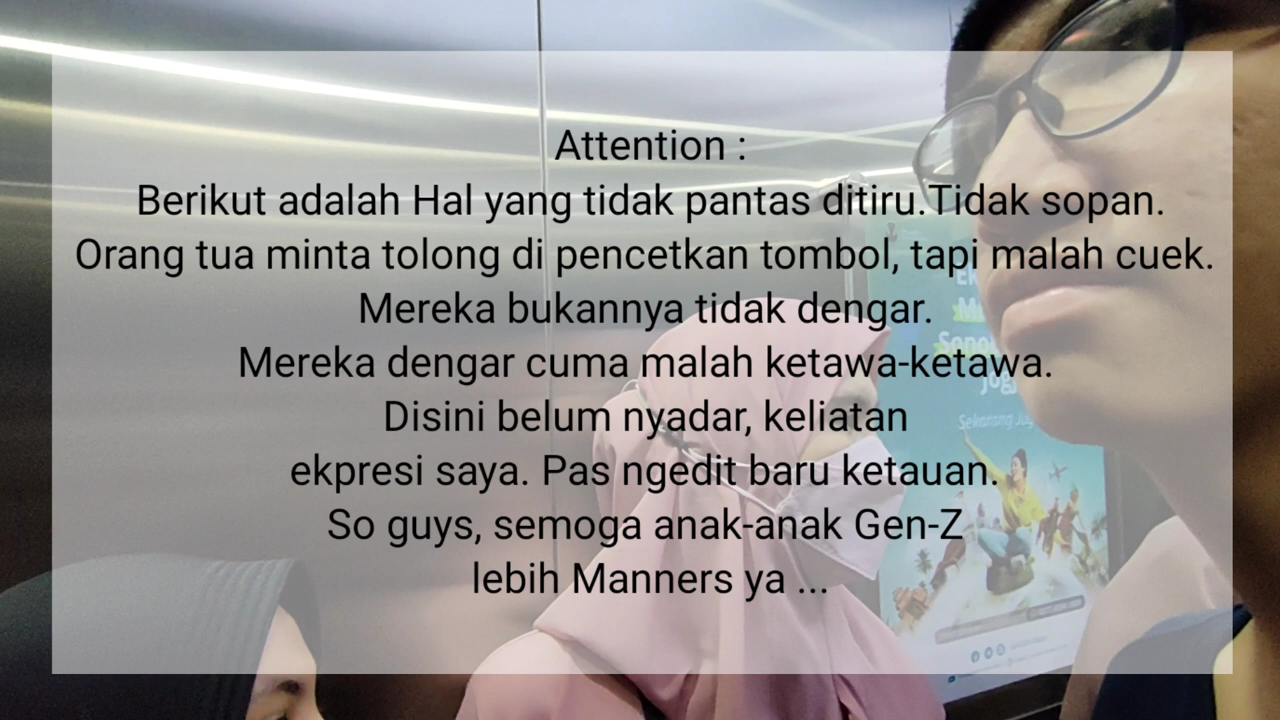 Attention :
Berikut adalah Hal yang tidak pantas ditiru.Tidak sopan.
Orang tua minta tolong di pencetkan tombol, tapi malah cuek.
Mereka bukannya tidak dengar.
Mereka dengar cuma malah ketawa-ketawa.
Disini belum nyadar, keliatan
ekpresi saya. Pas ngedit baru ketauan.
So guys, semoga anak-anak Gen-Z
lebih Manners ya ...
Sekarang